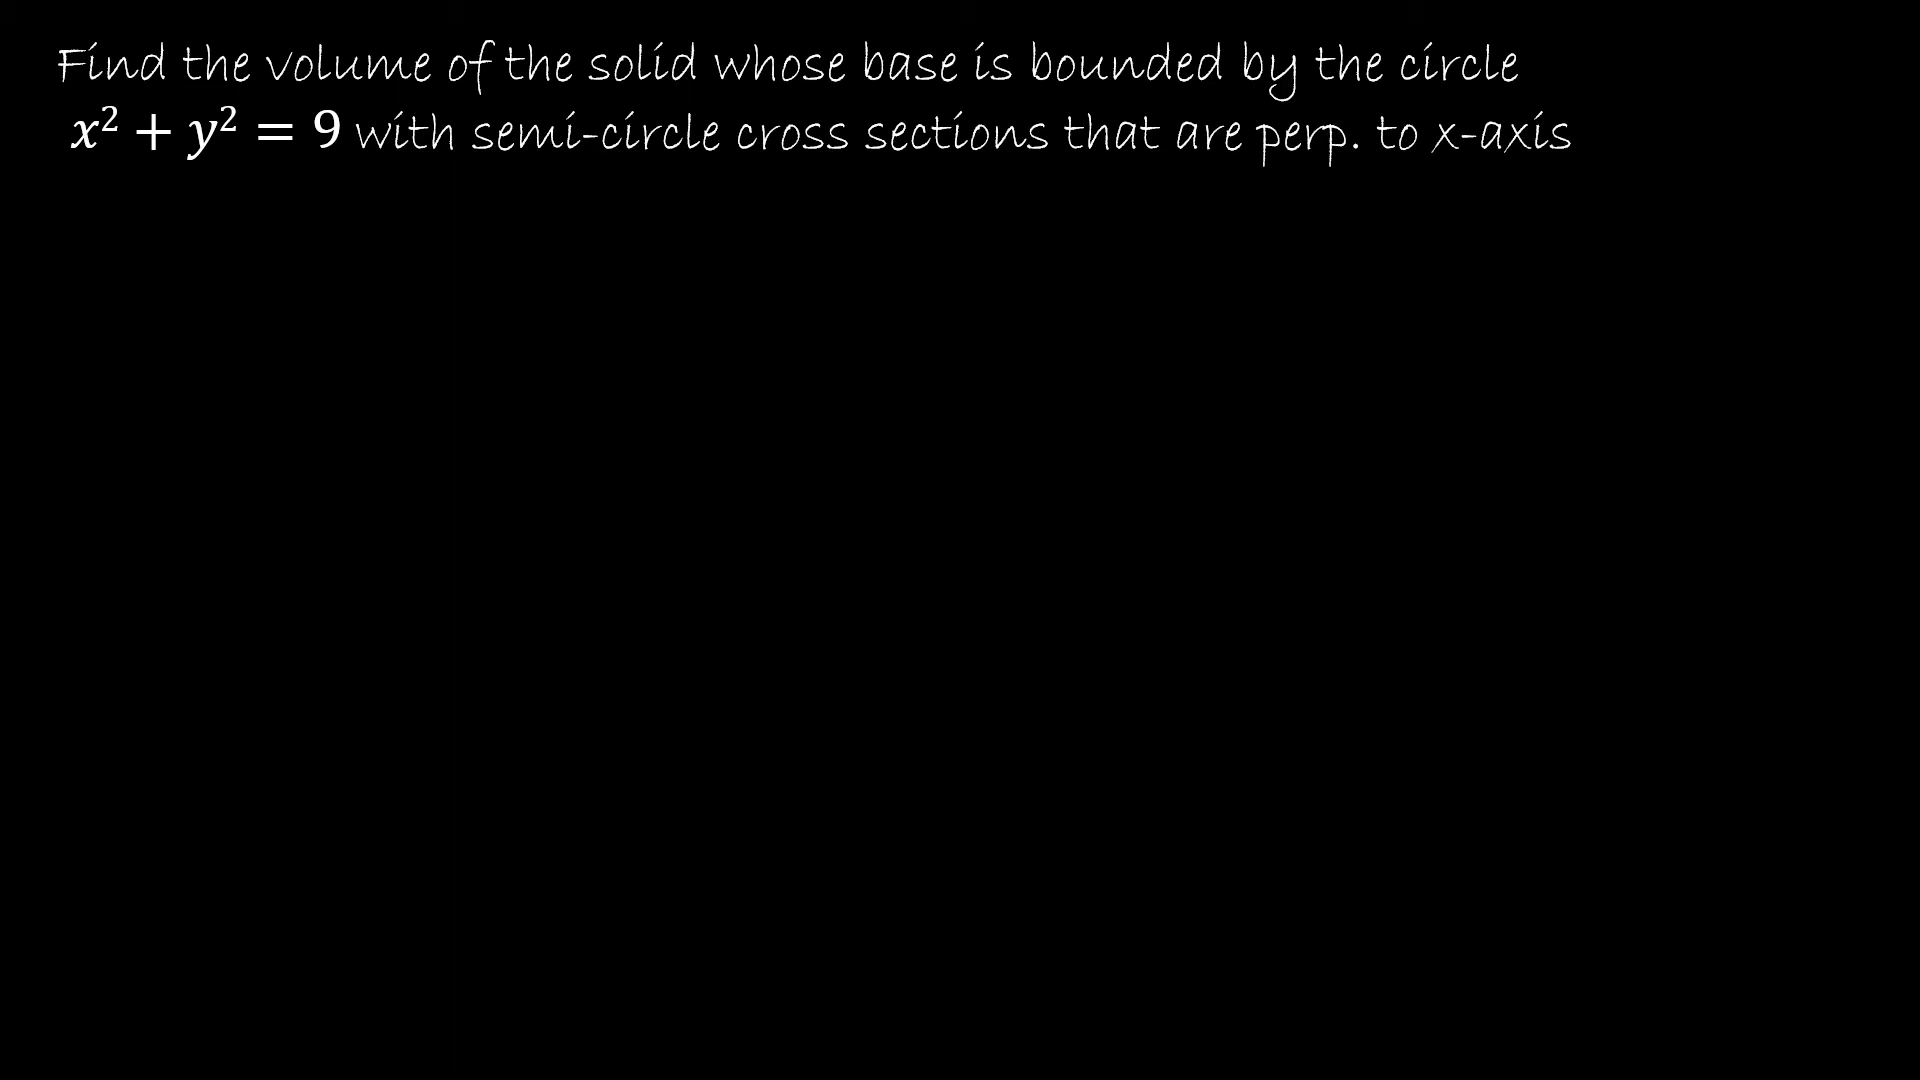 Find the volume of the solid whose base is bounded by the circle
x² + y² = 9 with semi-circle cross sections that are perp. to x-axis